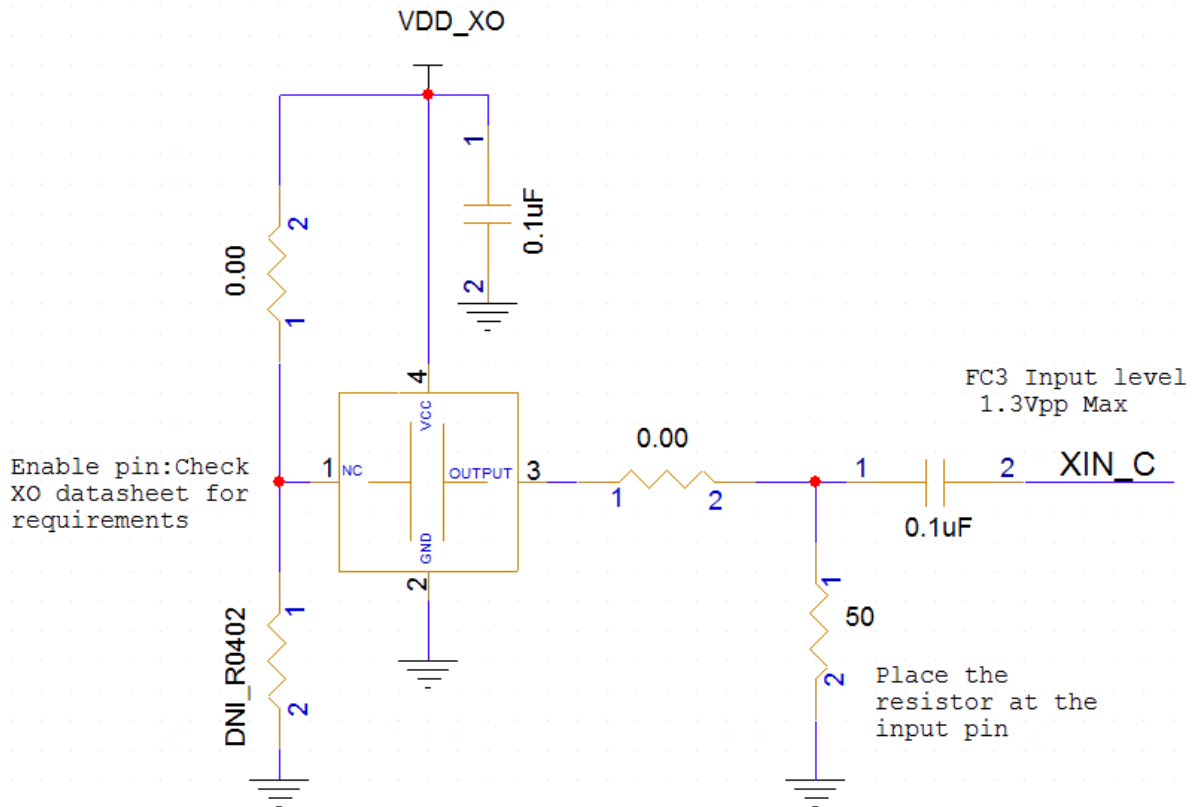 VDD_XO
1
0.1uF
2
2
0.00
1
FC3 Input level
1.3Vpp Max
4
VCC
0.00
Enable pin:Check
XO datasheet for
requirements
1
NC
OUTPUT
3
1
2
1
2
XIN_C
0.1uF
GND
2
1
DNI_R0402
2
1
50
2
Place the
resistor at the
input pin